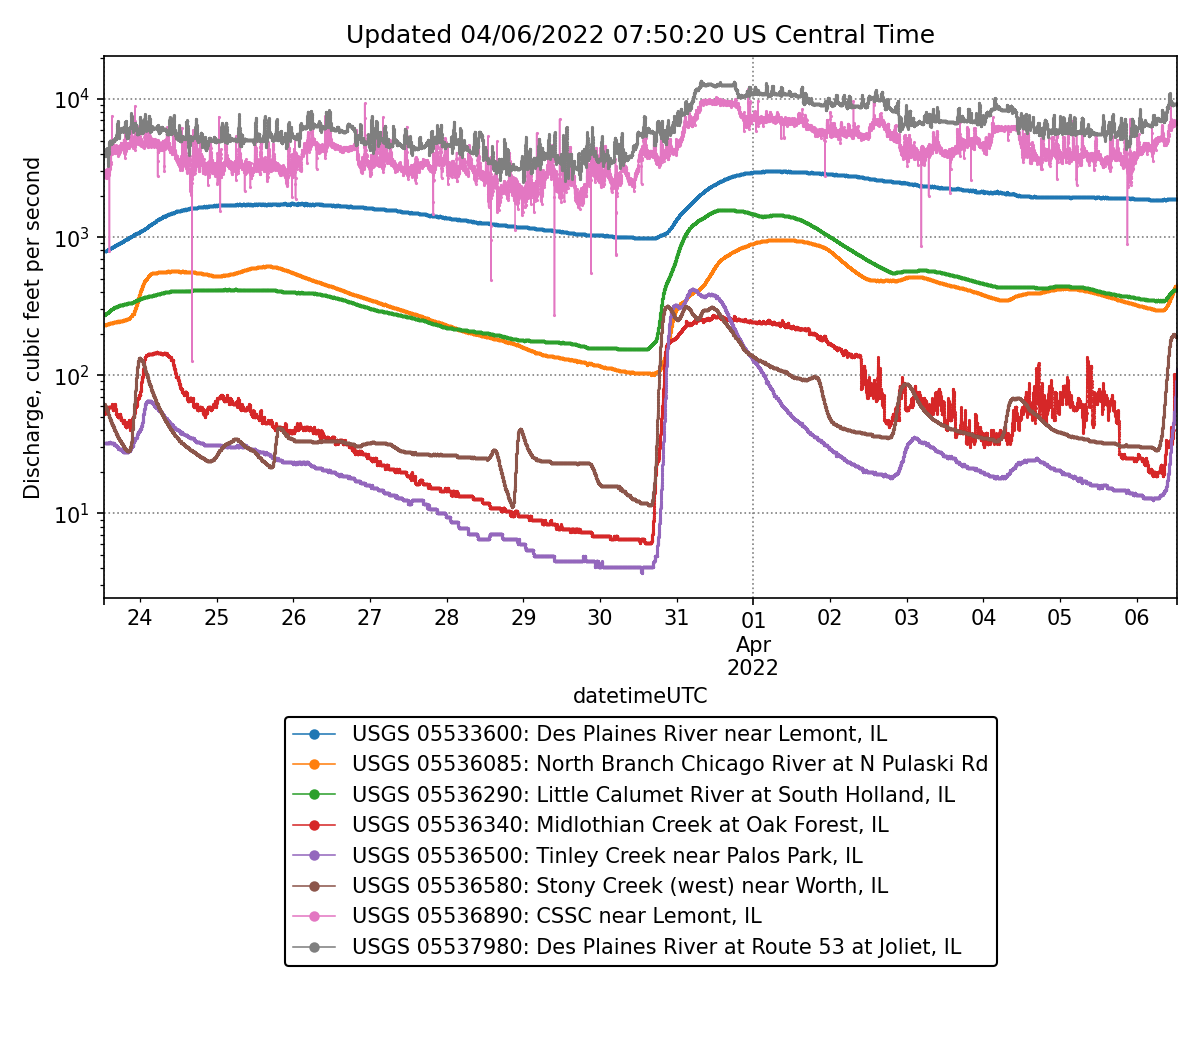 Updated 04/06/2022 07:50:20 US Central Time
Discharge, cubic feet per second
10^4
10^3
10^2
10^1
24 25 26 27 28 29 30 31 01 02 03 04 05 06
Apr
2022
datetimeUTC
USGS 05533600: Des Plaines River near Lemont, IL
USGS 05536085: North Branch Chicago River at N Pulaski Rd
USGS 05536290: Little Calumet River at South Holland, IL
USGS 05536340: Midlothian Creek at Oak Forest, IL
USGS 05536500: Tinley Creek near Palos Park, IL
USGS 05536580: Stony Creek (west) near Worth, IL
USGS 05536890: CSSC near Lemont, IL
USGS 05537980: Des Plaines River at Route 53 at Joliet, IL